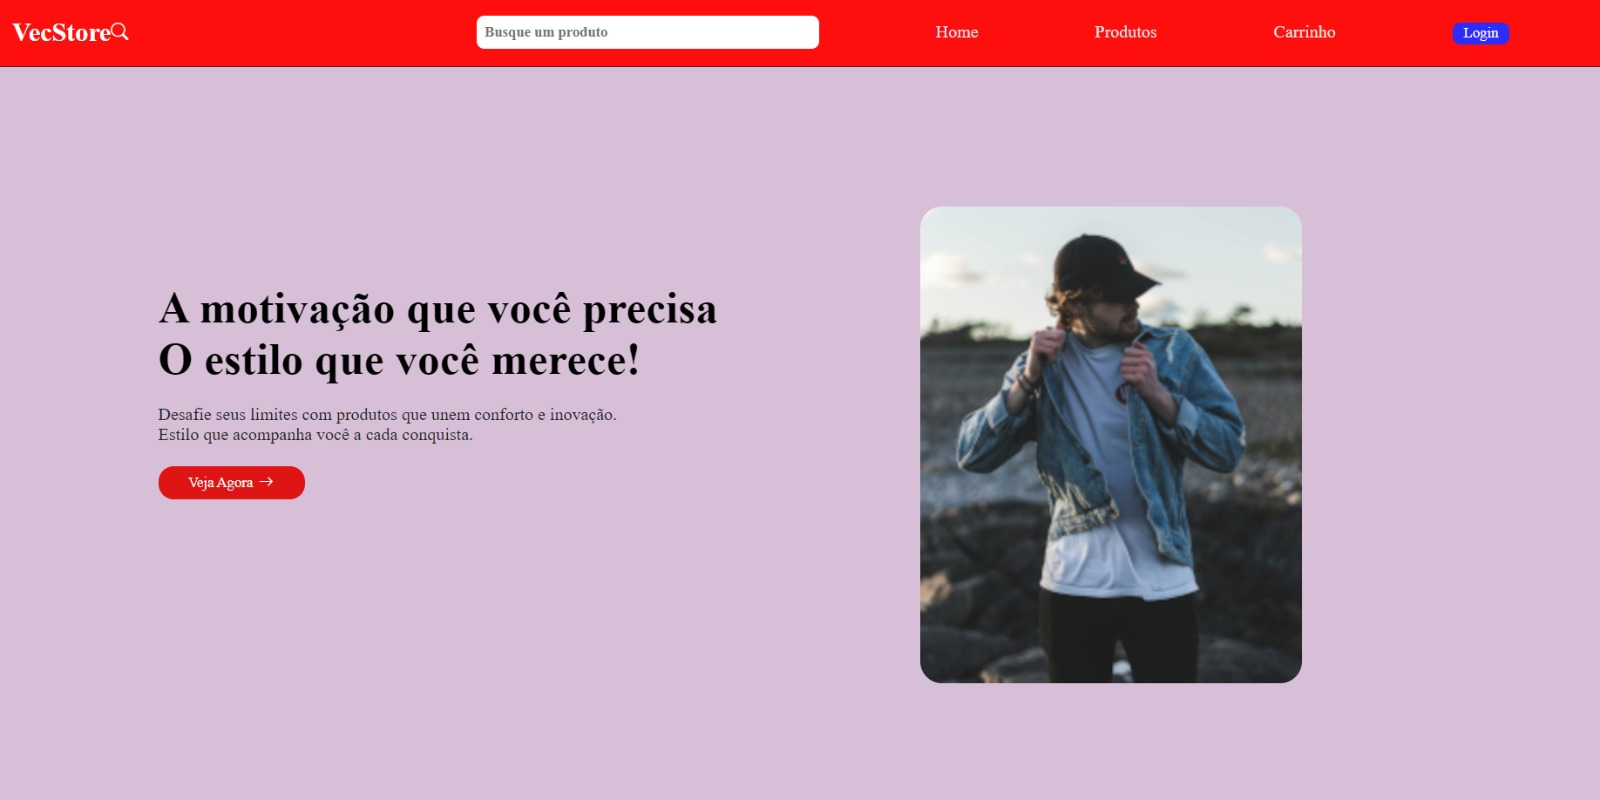 VecStore
Busque um produto
Home
Produtos
Carrinho
Login
A motivação que você precisa
O estilo que você merece!
Desafie seus limites com produtos que unem conforto e inovação.
Estilo que acompanha você a cada conquista.
Veja Agora →